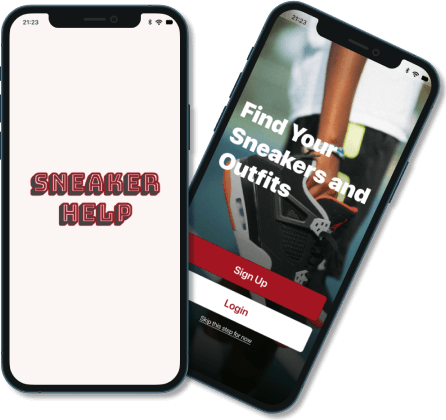 21:23
SNEAKER
HELP
21:23
Find Your
Sneakers and
Outfits
Sign Up
Login
Skip this step for now